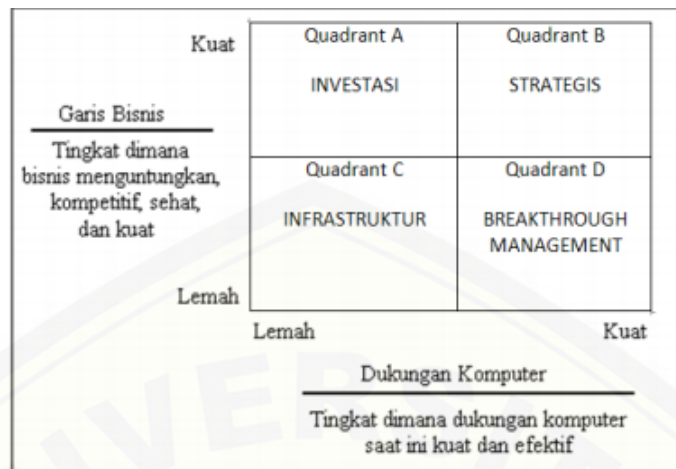 Kuat
Quadrant A
Quadrant B
INVESTASI
STRATEGIS
Garis Bisnis
Tingkat dimana
bisnis menguntungkan,
kompetitif, sehat,
dan kuat
Quadrant C
Quadrant D
INFRASTRUKTUR
BREAKTHROUGH
MANAGEMENT
Lemah
Lemah
Kuat
Dukungan Komputer
Tingkat dimana dukungan komputer
saat ini kuat dan efektif